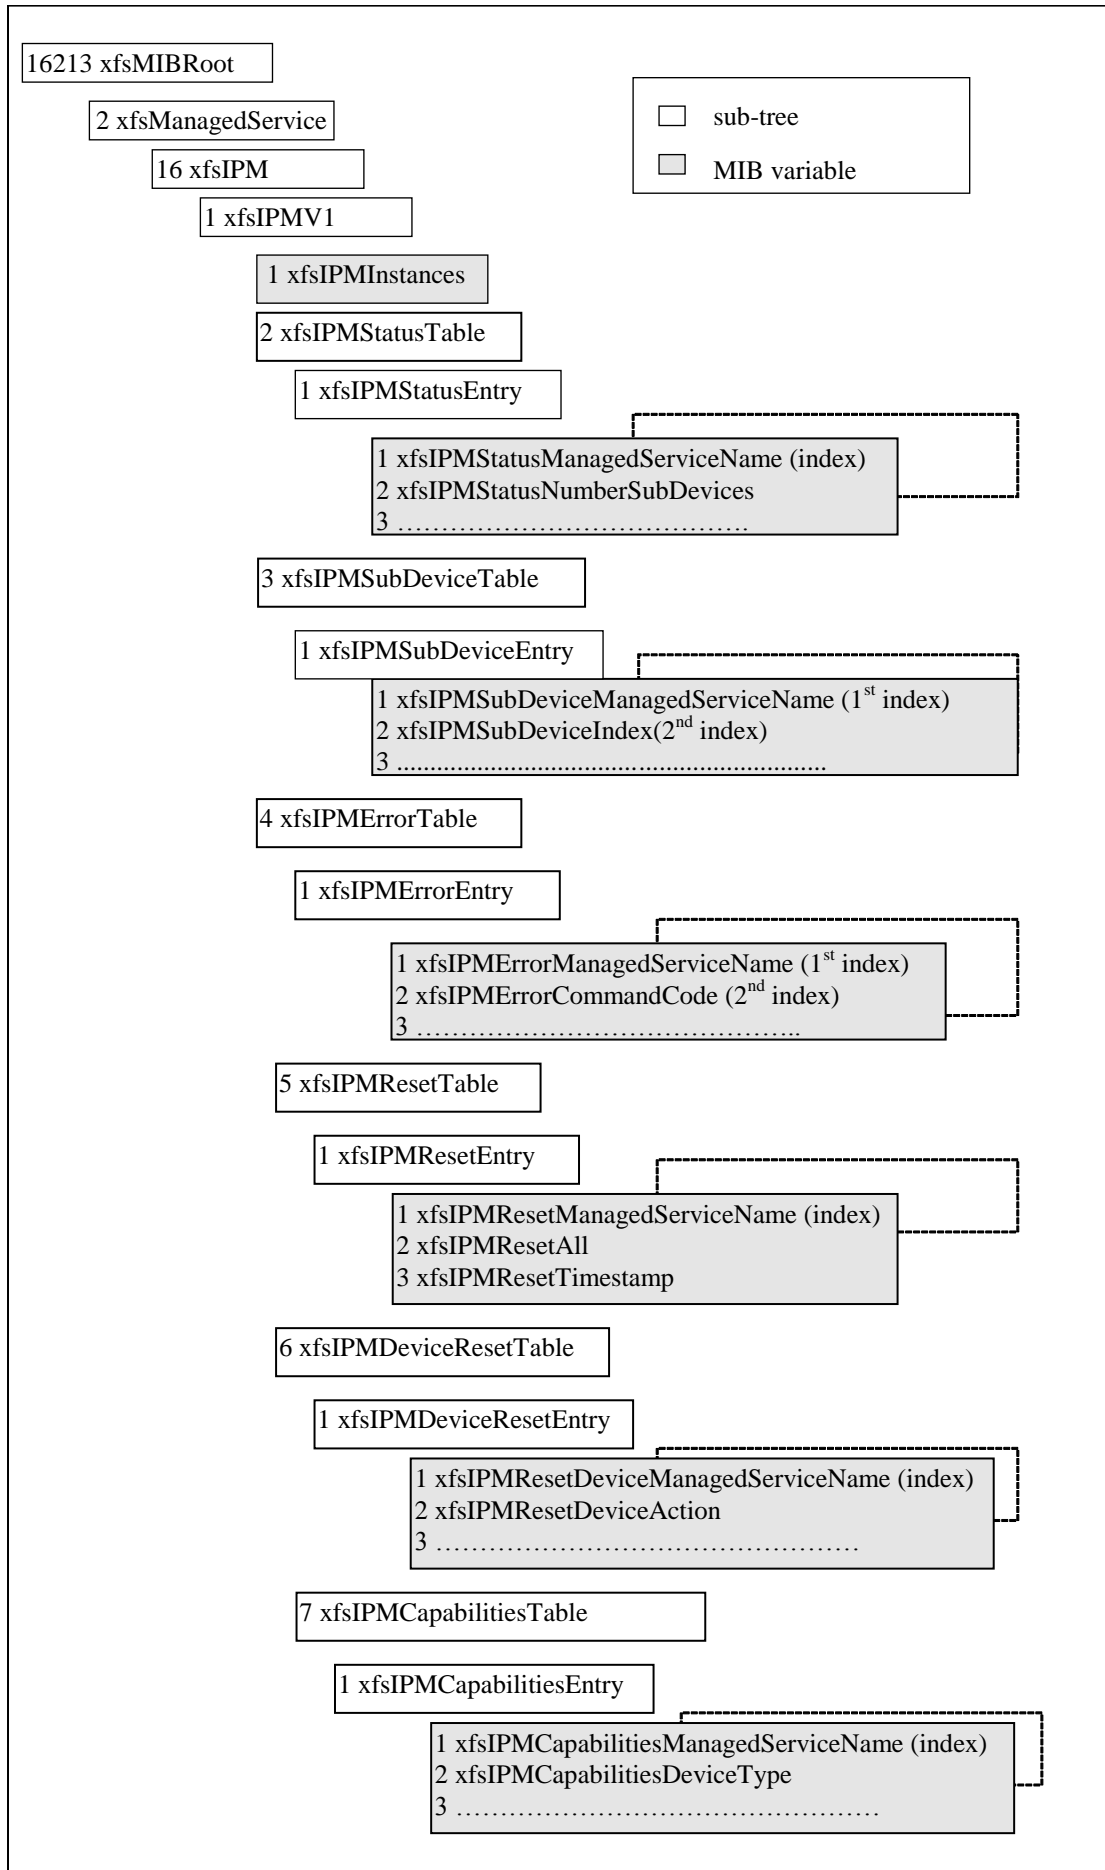 16213 xfsMIBRoot
2 xfsManagedService
sub-tree
16 xfsIPM
MIB variable
1 xfsIPMV1
1 xfsIPMInstances
2 xfsIPMStatusTable
1 xfsIPMStatusEntry
1 xfsIPMStatusManagedServiceName (index)
2 xfsIPMStatusNumberSubDevices
3 ………………………………….
3 xfsIPMSubDeviceTable
1 xfsIPMSubDeviceEntry
1 xfsIPMSubDeviceManagedServiceName (1st index)
2 xfsIPMSubDeviceIndex(2nd index)
3 ................................................................
4 xfsIPMErrorTable
1 xfsIPMErrorEntry
1 xfsIPMErrorManagedServiceName (1st index)
2 xfsIPMErrorCommandCode (2nd index)
3 ……………………………………..
5 xfsIPMResetTable
1 xfsIPMResetEntry
1 xfsIPMResetManagedServiceName (index)
2 xfsIPMResetAll
3 xfsIPMResetTimestamp
6 xfsIPMDeviceResetTable
1 xfsIPMDeviceResetEntry
1 xfsIPMResetDeviceManagedServiceName (index)
2 xfsIPMResetDeviceAction
3 …………………………………………
7 xfsIPMCapabilitiesTable
1 xfsIPMCapabilitiesEntry
1 xfsIPMCapabilitiesManagedServiceName (index)
2 xfsIPMCapabilitiesDeviceType
3 …………………………………………